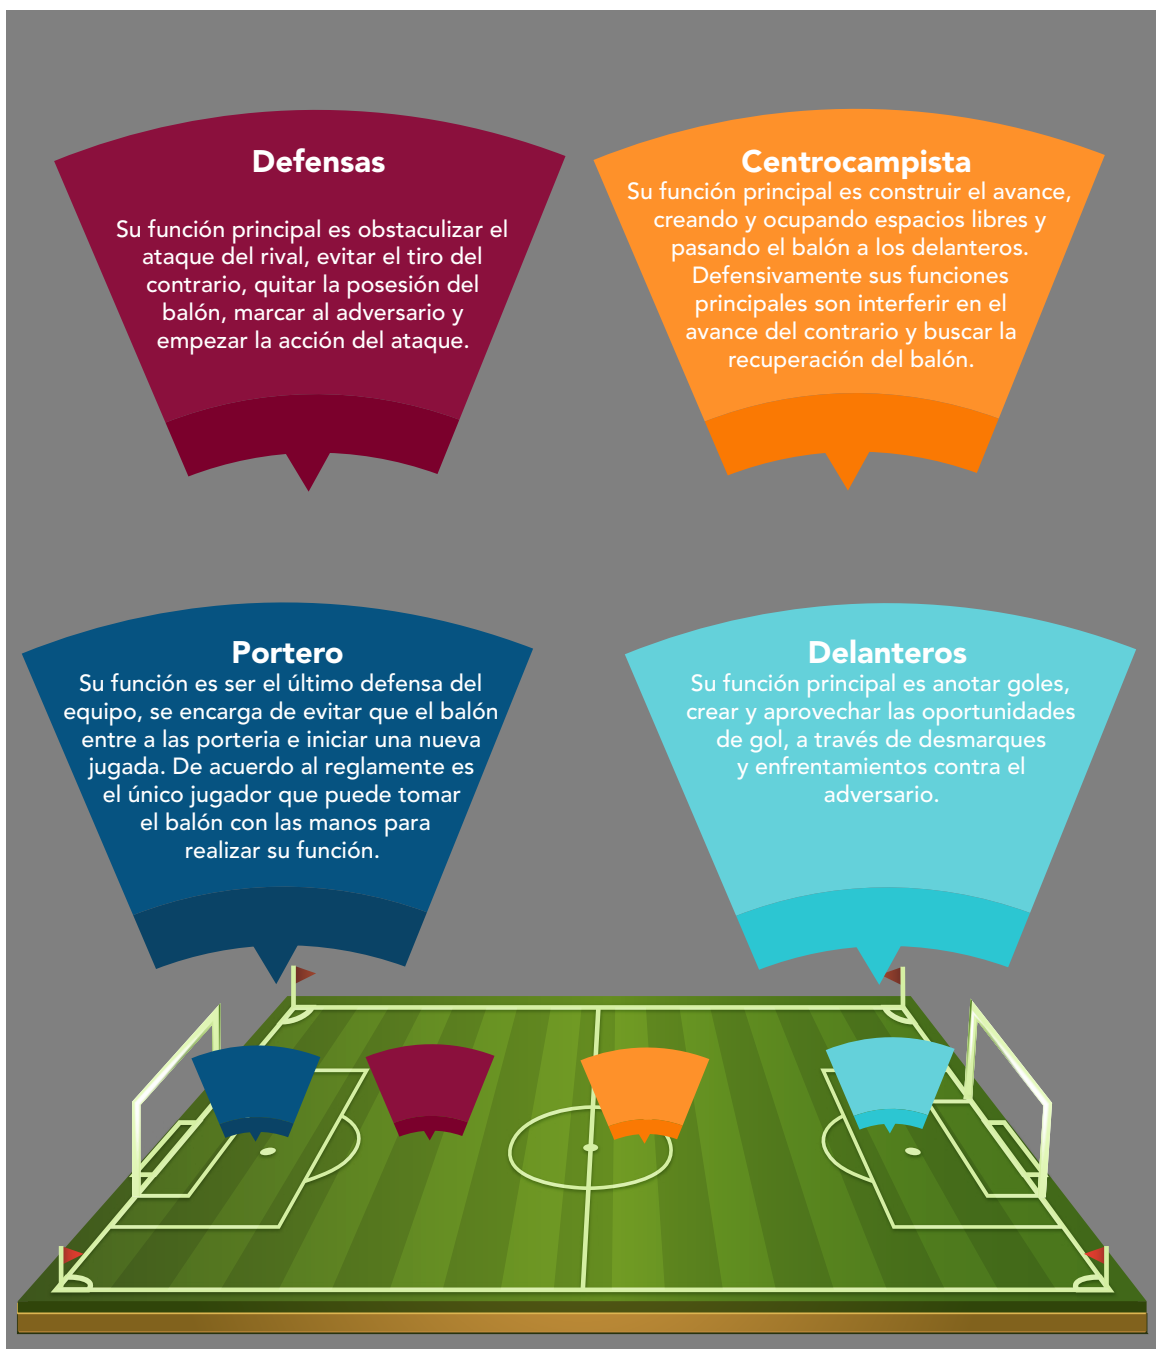 Defensas
Su función principal es obstaculizar el
ataque del rival, evitar el tiro del
contrario, quitar la posesión del
balón, marcar al adversario y
empezar la acción del ataque.
Centrocampista
Su función principal es construir el avance,
creando y ocupando espacios libres y
pasando el balón a los delanteros.
Defensivamente sus funciones
principales son interferir en el
avance del contrario y buscar la
recuperación del balón.
Portero
Su función es ser el último defensa del
equipo, se encarga de evitar que el balón
entre a las porteria e iniciar una nueva
jugada. De acuerdo al reglamente es
el único jugador que puede tomar
el balón con las manos para
realizar su función.
Delanteros
Su función principal es anotar goles,
crear y aprovechar las oportunidades
de gol, a través de desmarques
y enfrentamientos contra el
adversario.